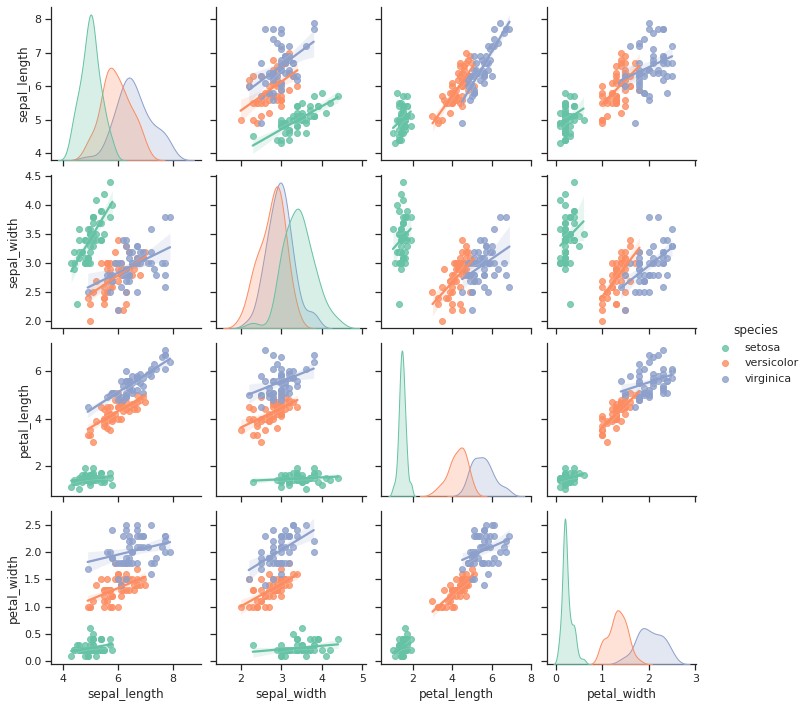 sepal_length
8
7
6
5
4
sepal_width
4.5
4.0
3.5
3.0
2.5
2.0
petal_length
6
4
2
petal_width
2.5
2.0
1.5
1.0
0.5
0.0
4 6 8
sepal_length
2 3 4 5
sepal_width
2 4 6 8
petal_length
0 1 2 3
petal_width
species
setosa
versicolor
virginica